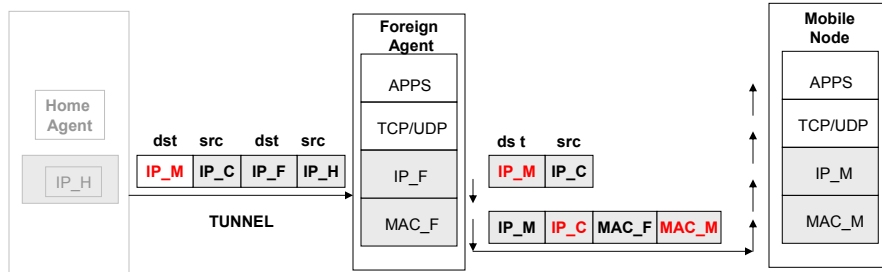 Home
Agent
IP_H
dst src dst src
IP_M IP_C IP_F IP_H
TUNNEL
Foreign
Agent
APPS
TCP/UDP
IP_F
MAC_F
ds t src
IP_M IP_C
IP_M IP_C MAC_F MAC_M
Mobile
Node
APPS
TCP/UDP
IP_M
MAC_M